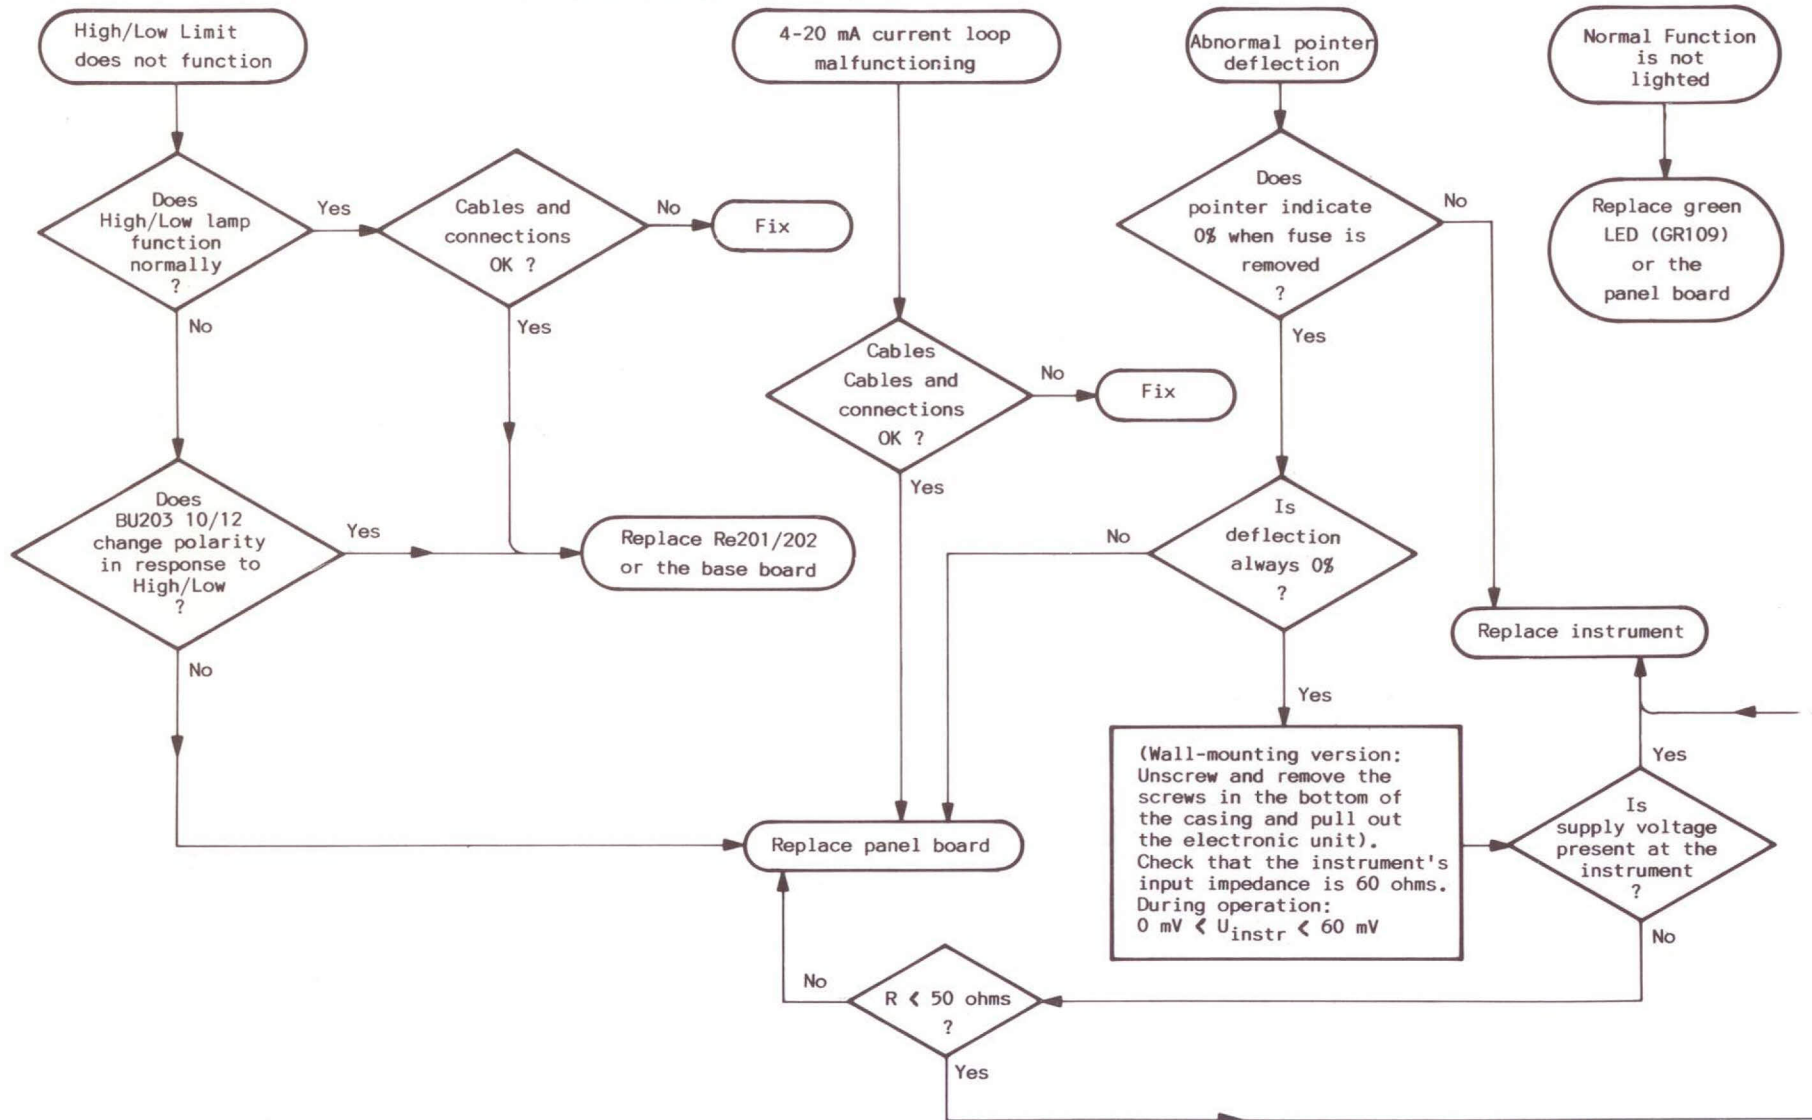 High/Low Limit
does not function
4-20 mA current loop
malfunctioning
Abnormal pointer
deflection
Normal Function
is not
lighted
Does
High/Low lamp
function
normally
?
Yes
No
Cables and
connections
OK ?
No
Yes
Fix
Does
pointer indicate
0% when fuse is
removed
?
No
Yes
Replace green
LED (GR109)
or the
panel board
Cables
Cables and
connections
OK ?
No
Yes
Fix
Does
BU203 10/12
change polarity
in response to
High/Low
?
Yes
No
Replace Re201/202
or the base board
Is
deflection
always 0%
?
No
Yes
Replace instrument
(Wall-mounting version:
Unscrew and remove the
screws in the bottom of
the casing and pull out
the electronic unit).
Check that the instrument's
input impedance is 60 ohms.
During operation:
0 mV < Uinstr < 60 mV
Is
supply voltage
present at the
instrument
?
Yes
No
Replace panel board
R < 50 ohms
?
No
Yes